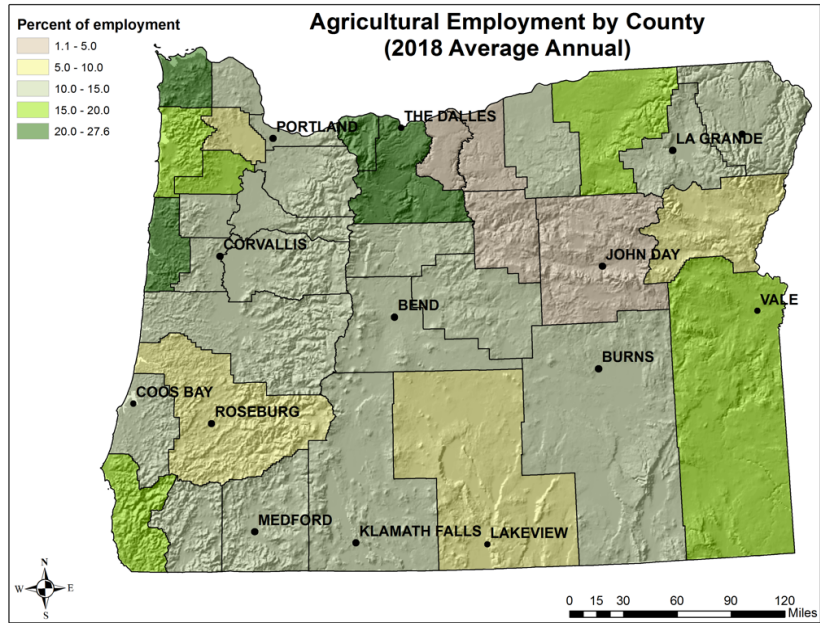 Agricultural Employment by County
(2018 Average Annual)
Percent of employment
1.1 - 5.0
5.0 - 10.0
10.0 - 15.0
15.0 - 20.0
20.0 - 27.6
THE DALLES
PORTLAND
LA GRANDE
CORVALLIS
JOHN DAY
BEND
VALE
BURNS
COOS BAY
ROSEBURG
MEDFORD
KLAMATH FALLS
LAKEVIEW
N
W
E
S
0 15 30 60 90 120
Miles